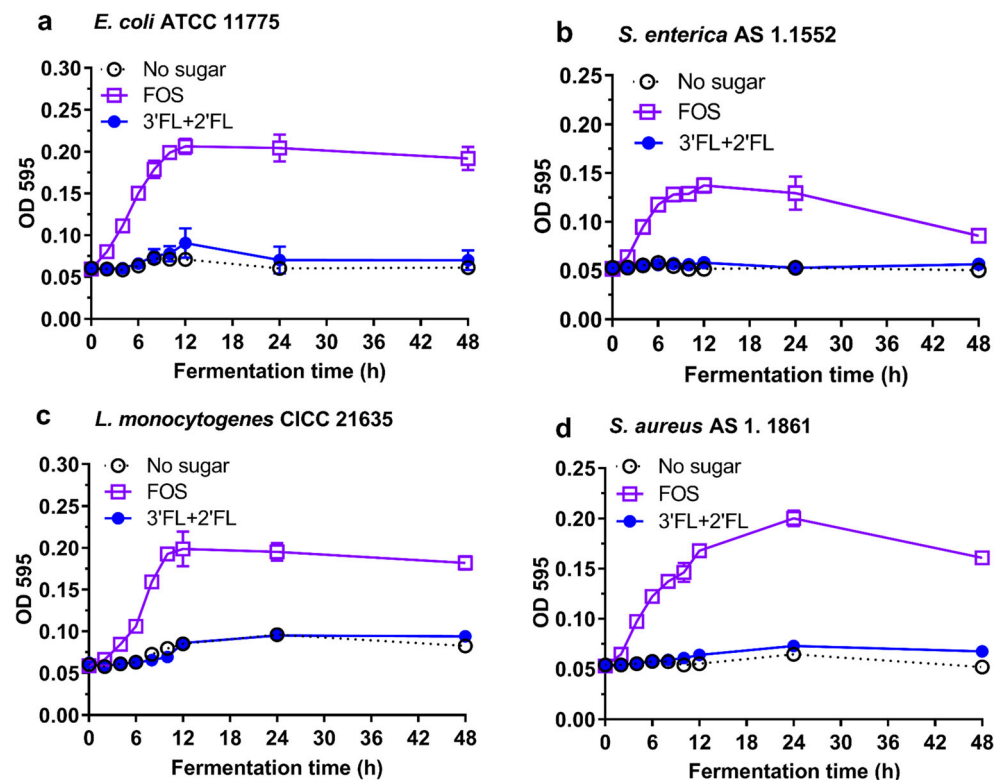 a E. coli ATCC 11775
0.30
0.25
0.20
0.15
0.10
0.05
0.00
OD 595
No sugar
FOS
3'FL+2'FL
0 6 12 18 24 30 36 42 48
Fermentation time (h)
b S. enterica AS 1.1552
0.25
0.20
0.15
0.10
0.05
0.00
OD 595
No sugar
FOS
3'FL+2'FL
0 6 12 18 24 30 36 42 48
Fermentation time (h)
c L. monocytogenes CICC 21635
0.30
0.25
0.20
0.15
0.10
0.05
0.00
OD 595
No sugar
FOS
3'FL+2'FL
0 6 12 18 24 30 36 42 48
Fermentation time (h)
d S. aureus AS 1. 1861
0.25
0.20
0.15
0.10
0.05
0.00
OD 595
No sugar
FOS
3'FL+2'FL
0 6 12 18 24 30 36 42 48
Fermentation time (h)